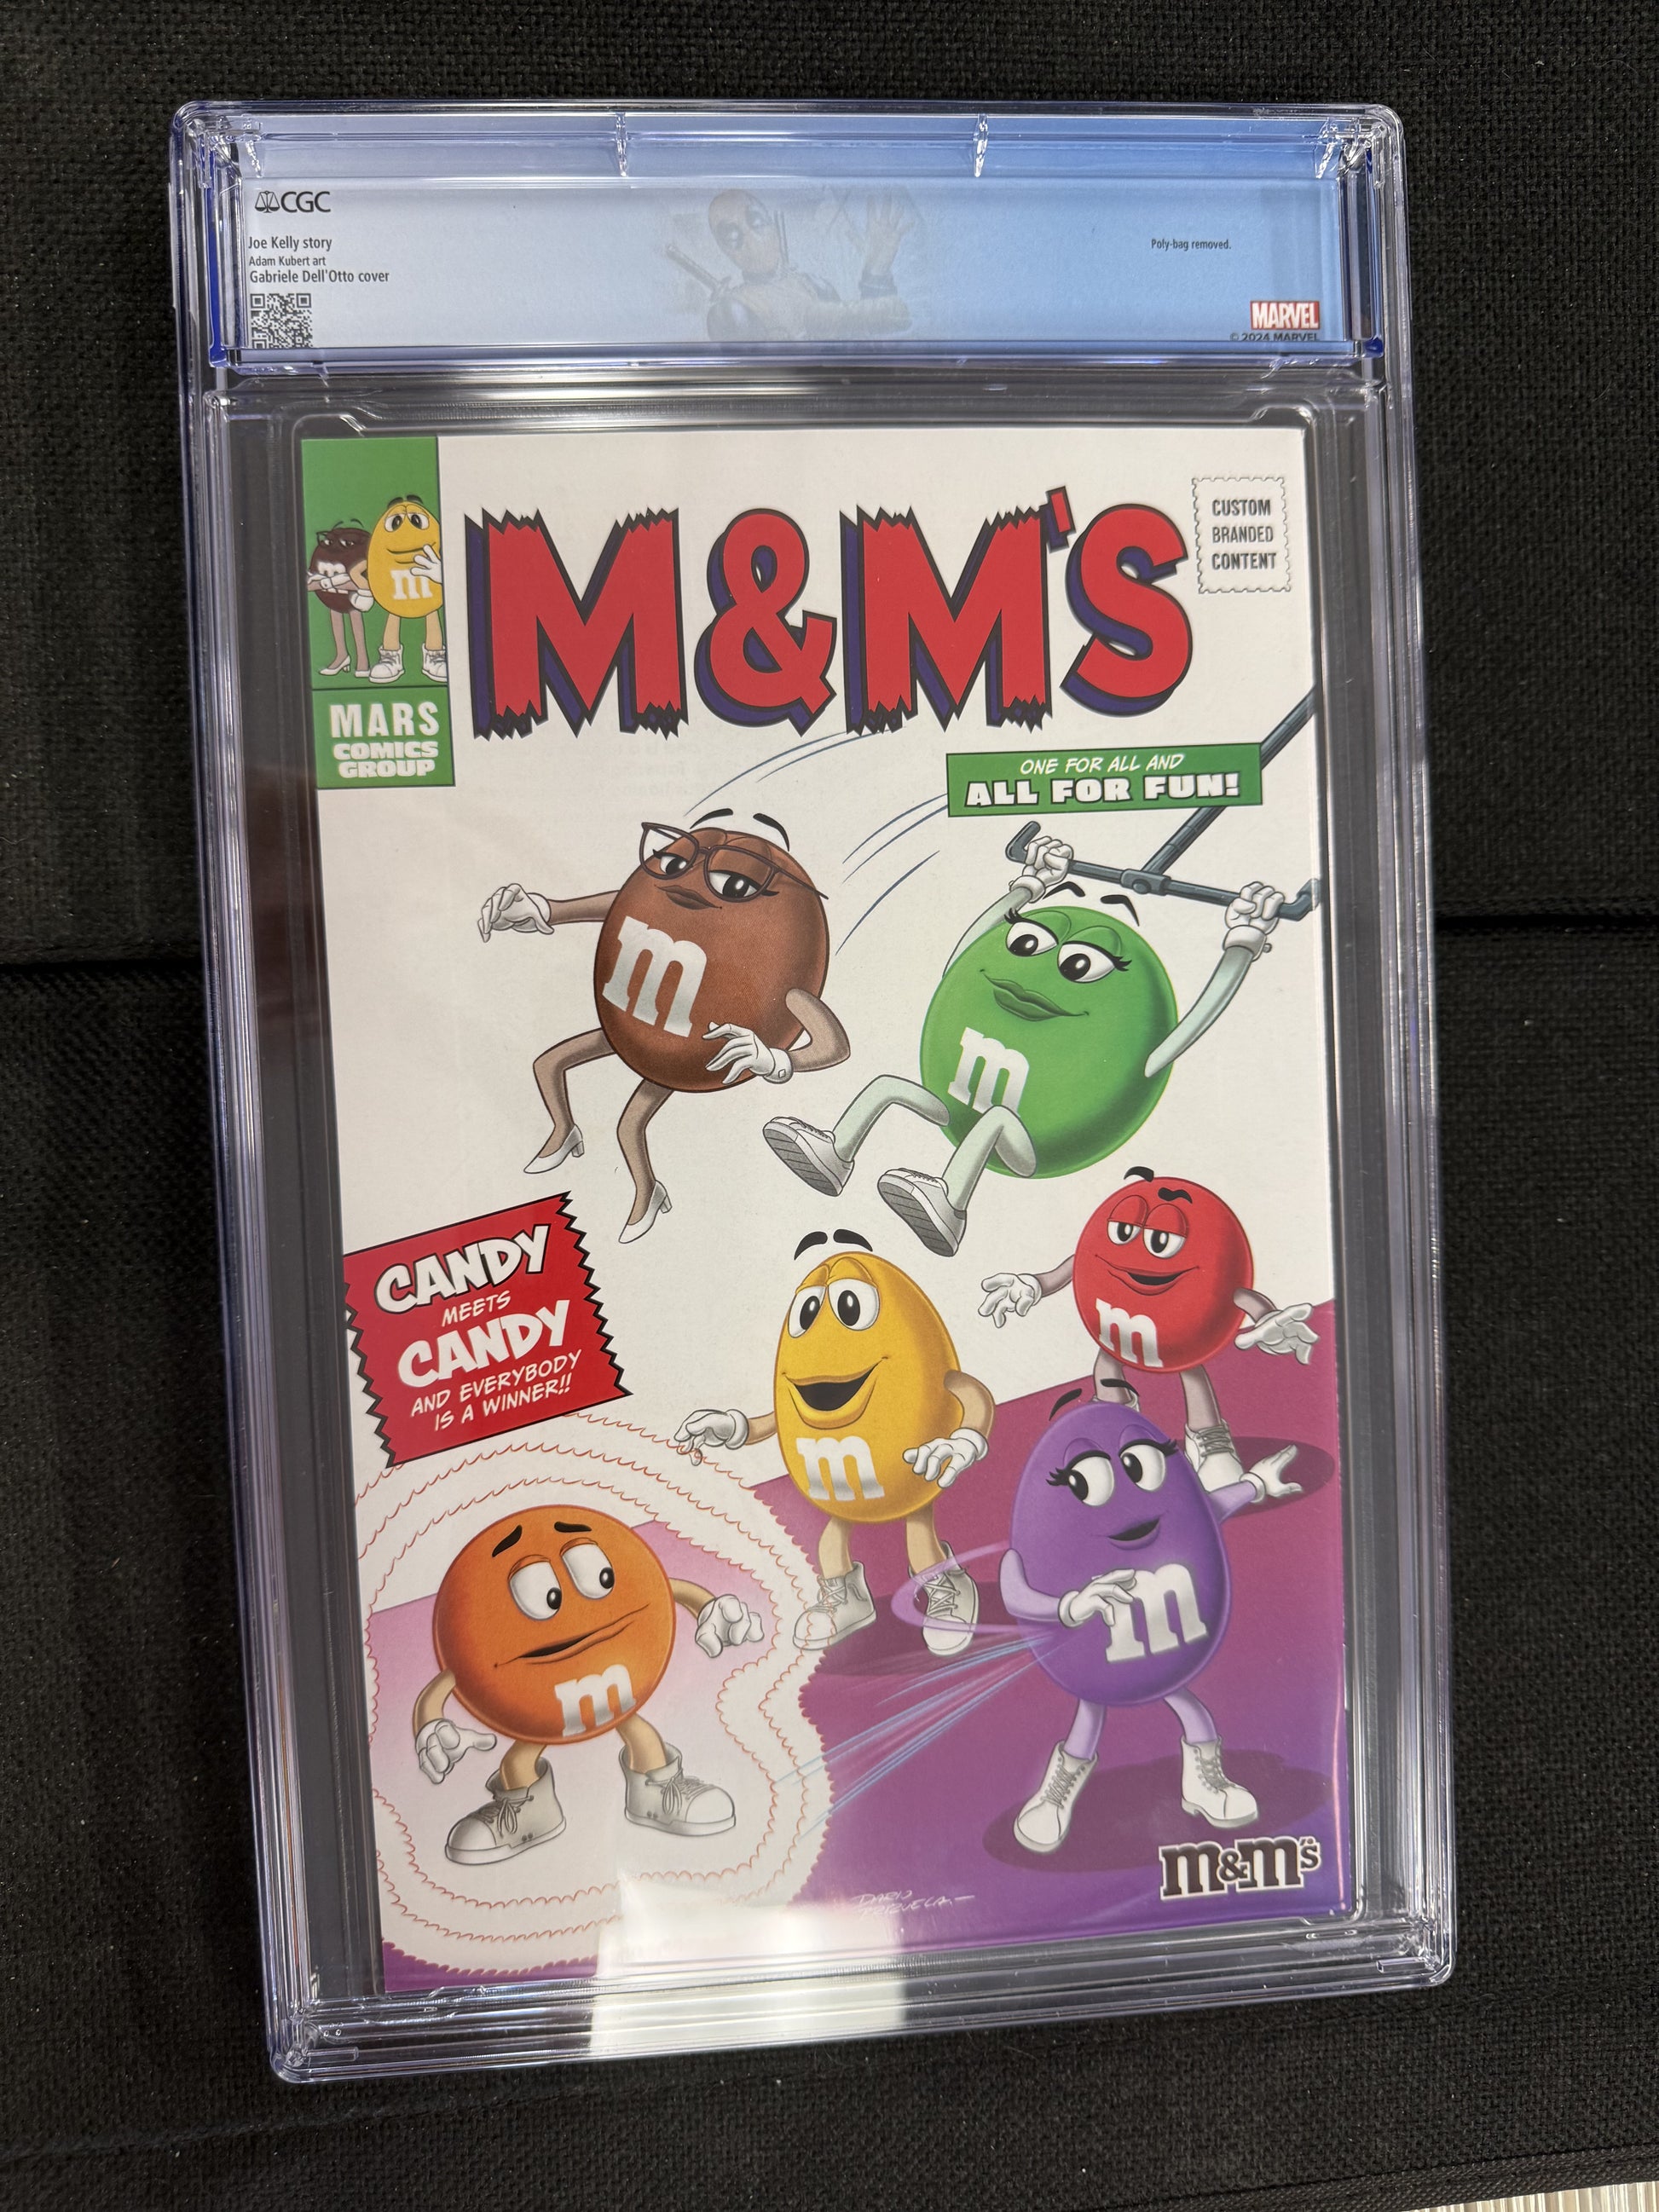 CGC
Joe Kelly story
Adam Kubert art
Gabriele Dell'Otto cover
Poly-bag removed.
MARVEL
© 2024 MARVEL
MARS
COMICS
GROUP
M&M'S
CUSTOM
BRANDED
CONTENT
ONE FOR ALL AND
ALL FOR FUN!
m
m
m
m
CANDY
MEETS
CANDY
AND EVERYBODY
IS A WINNER!!
m
m
m
m
m&m's
DARIO